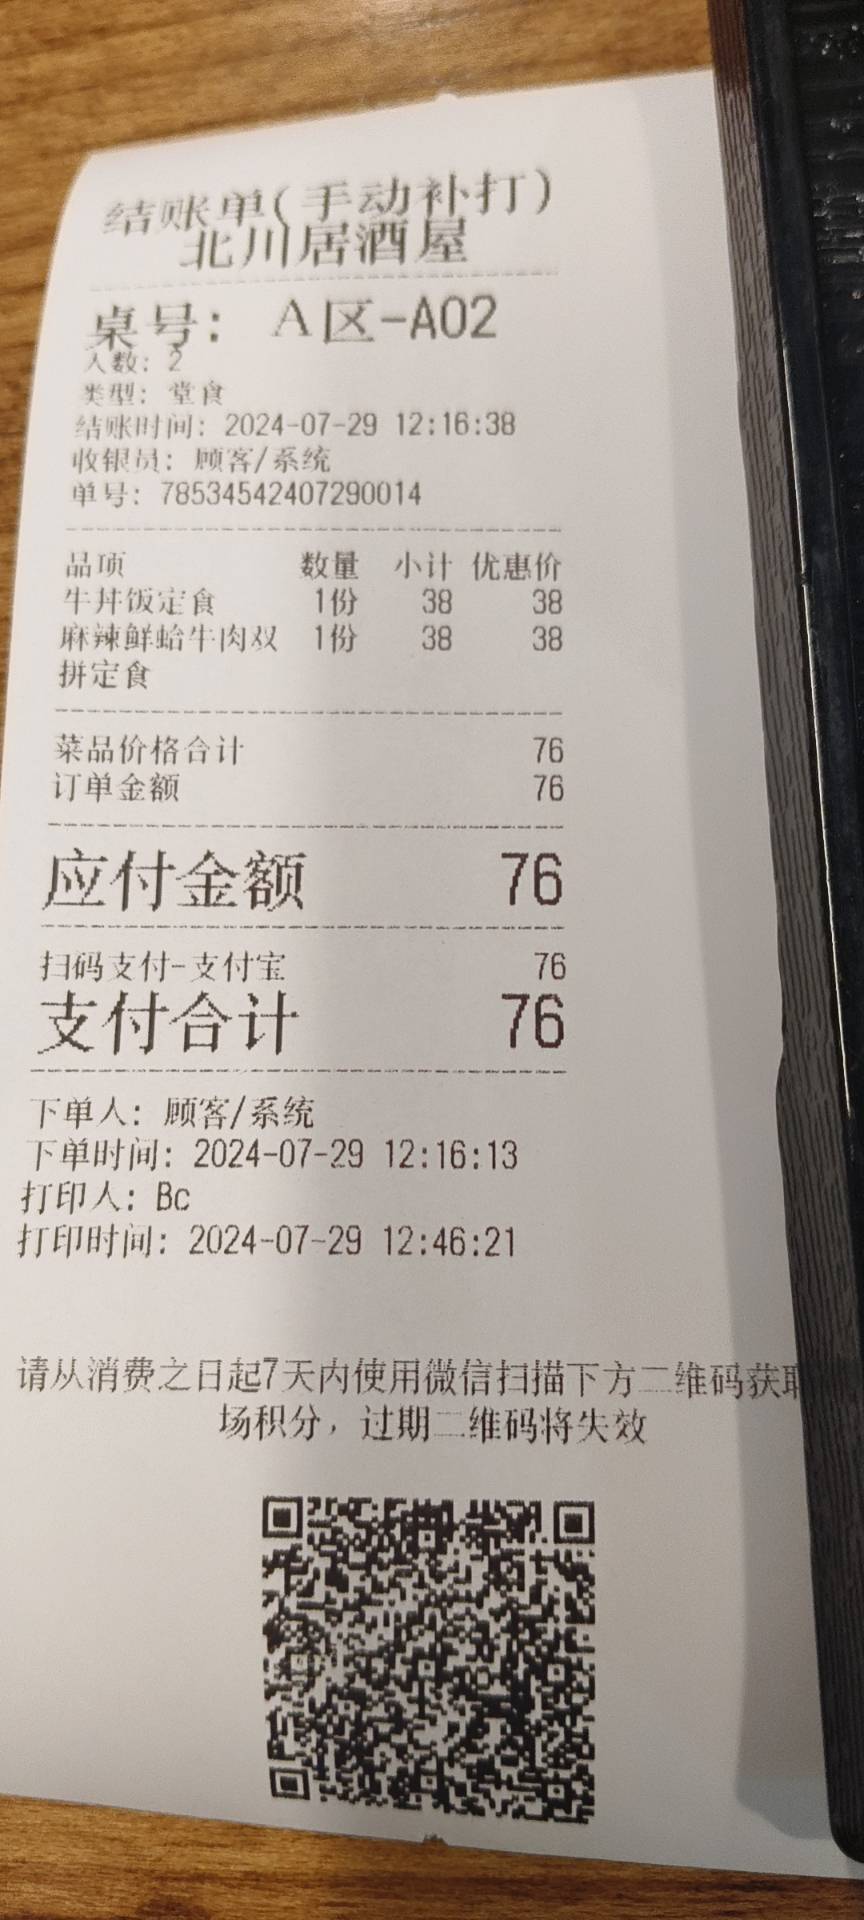 结账单(手动补打)
北川居酒屋
桌号: A区-A02
人数: 2
类型: 堂食
结账时间: 2024-07-29 12:16:38
收银员: 顾客/系统
单号: 78534542407290014
品项 数量 小计 优惠价
牛丼饭定食 1份 38 38
麻辣鲜蛤牛肉双 1份 38 38
拼定食
菜品价格合计 76
订单金额 76
应付金额 76
扫码支付-支付宝 76
支付合计 76
下单人: 顾客/系统
下单时间: 2024-07-29 12:16:13
打印人: Bc
打印时间: 2024-07-29 12:46:21
请从消费之日起7天内使用微信扫描下方二维码获取
场积分，过期二维码将失效